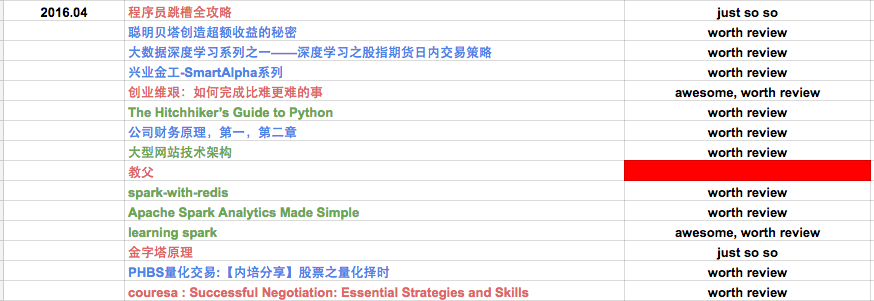 2016.04 程序员跳槽全攻略 just so so
聪明贝塔创造超额收益的秘密 worth review
大数据深度学习系列之一——深度学习之股指期货日内交易策略 worth review
兴业金工-SmartAlpha系列 worth review
创业维艰：如何完成比难更难的事 awesome, worth review
The Hitchhiker’s Guide to Python worth review
公司财务原理，第一，第二章 worth review
大型网站技术架构 worth review
教父
spark-with-redis worth review
Apache Spark Analytics Made Simple worth review
learning spark awesome, worth review
金字塔原理 just so so
PHBS量化交易:【内培分享】股票之量化择时 worth review
couresa : Successful Negotiation: Essential Strategies and Skills worth review